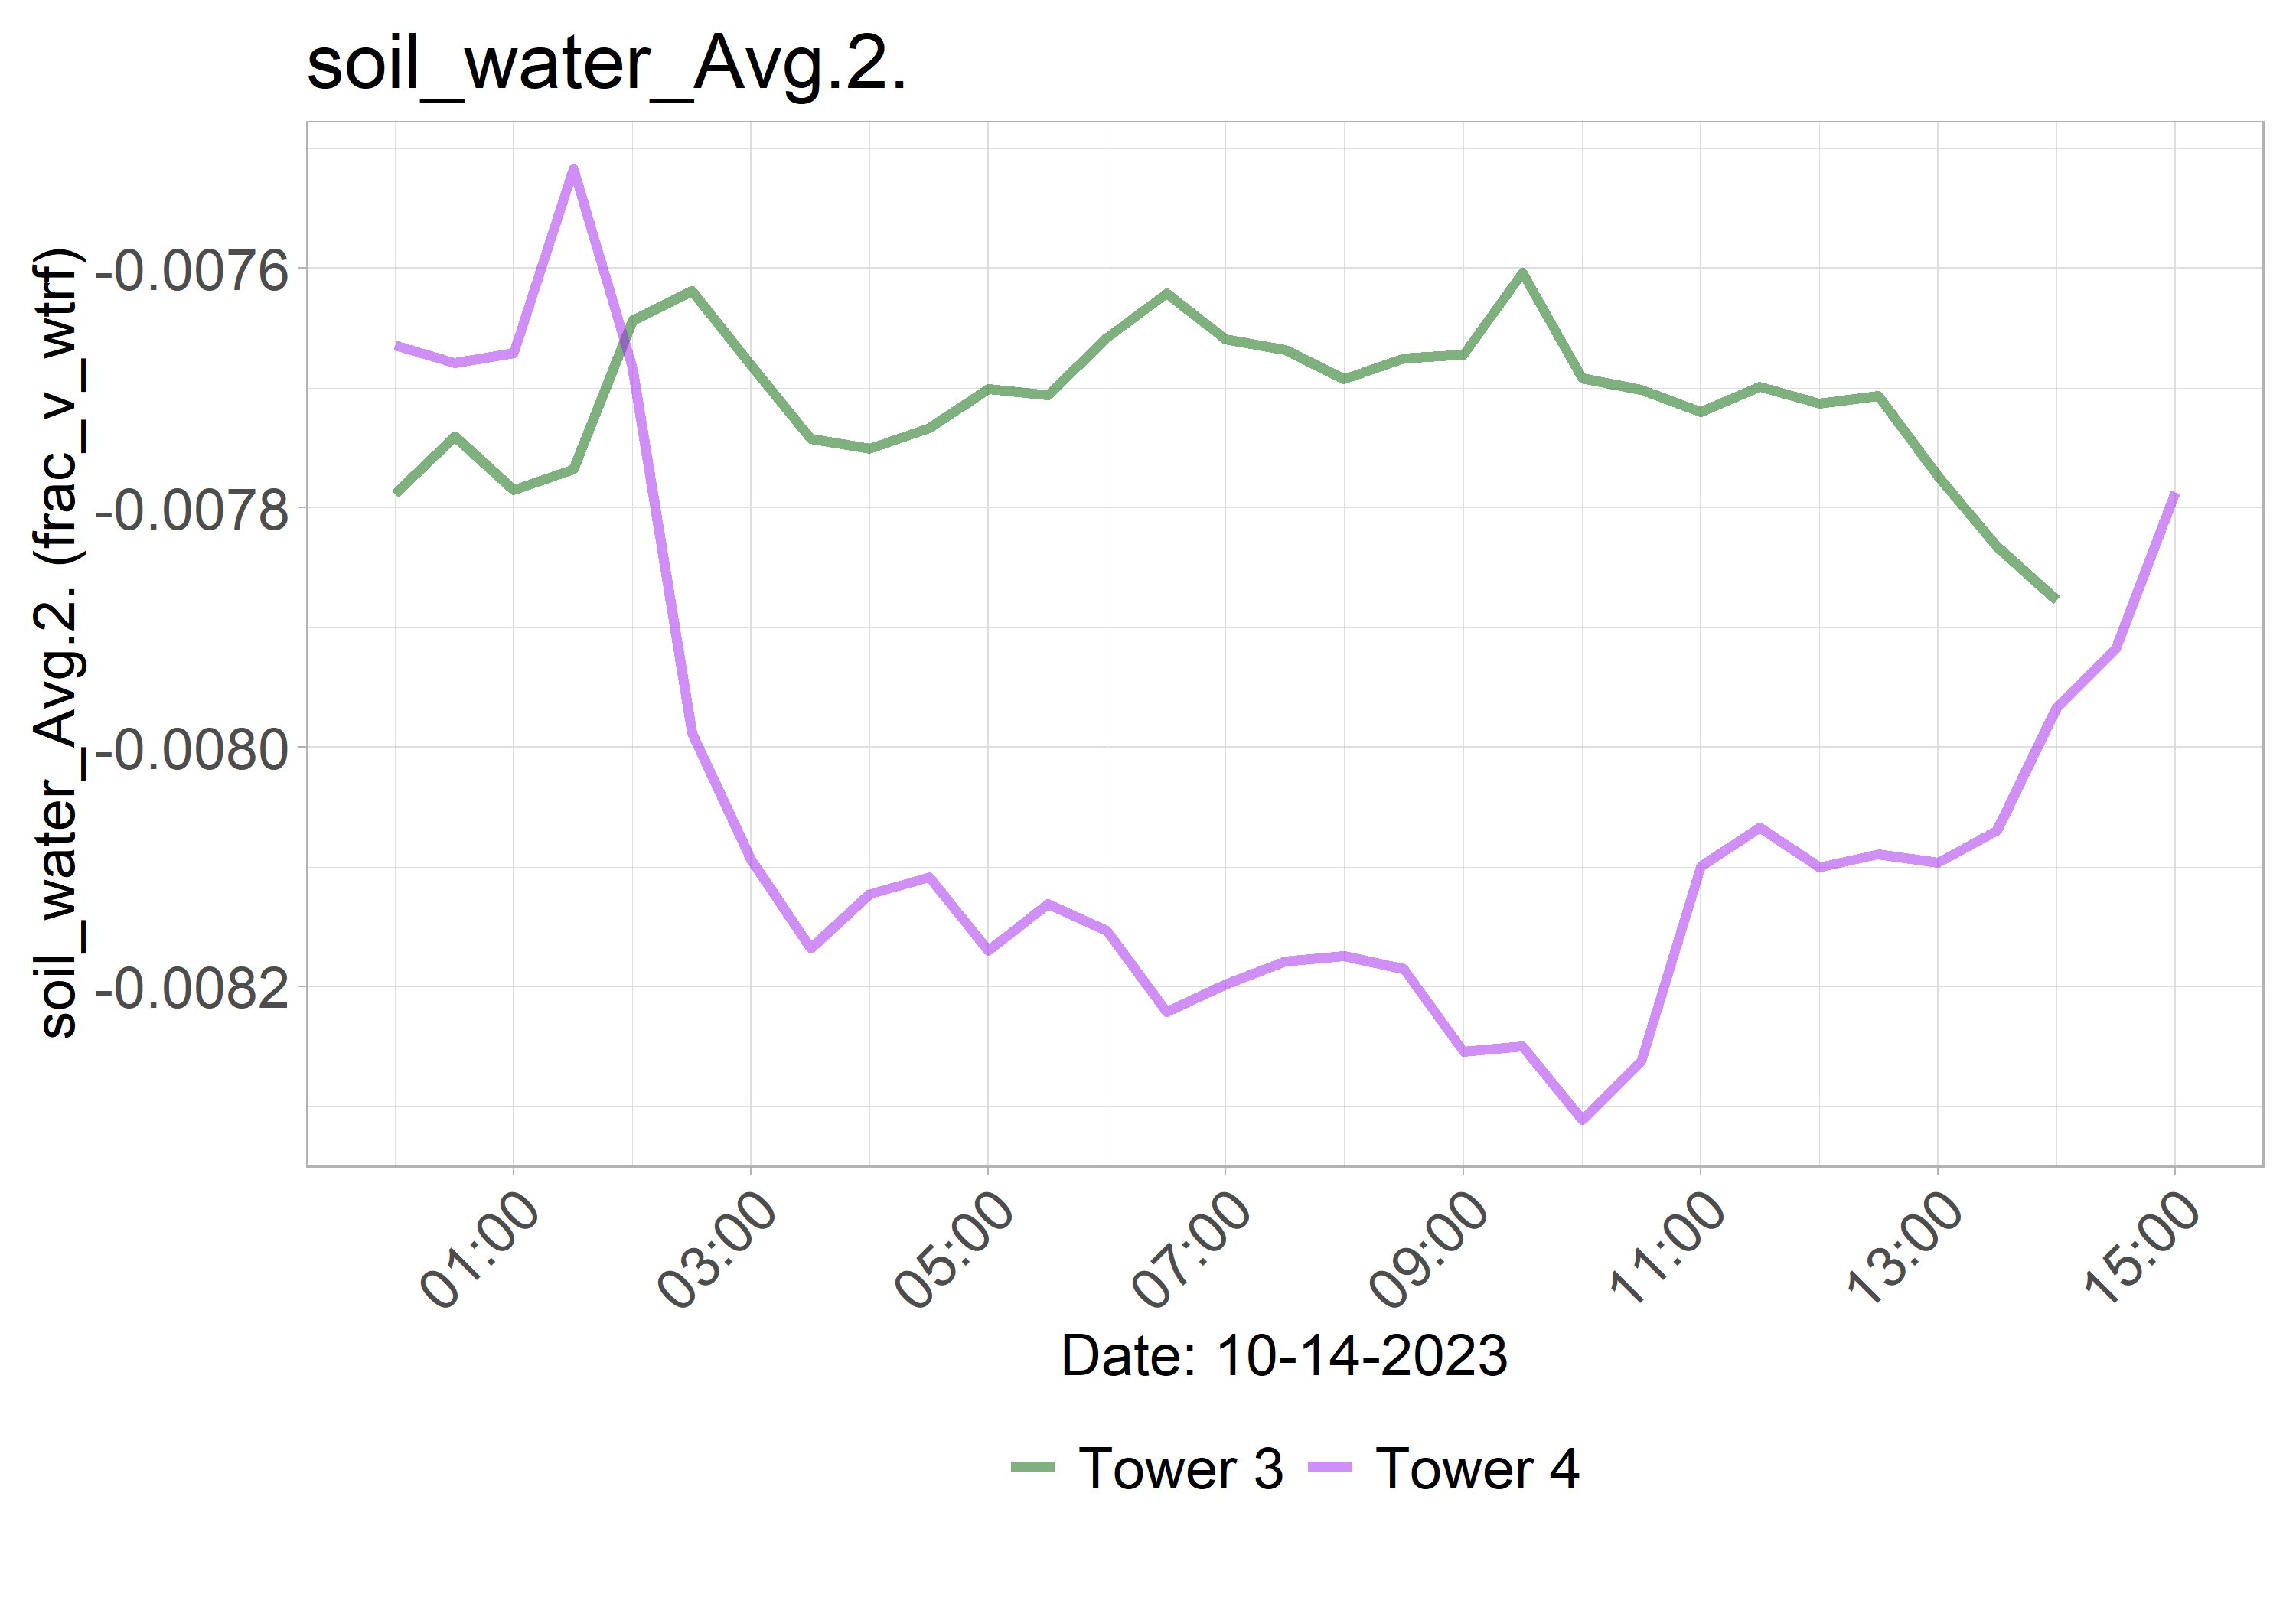 soil_water_Avg.2.
soil_water_Avg.2. (frac_v_wtrf)
-0.0076
-0.0078
-0.0080
-0.0082
01:00
03:00
05:00
07:00
09:00
11:00
13:00
15:00
Date: 10-14-2023
Tower 3
Tower 4